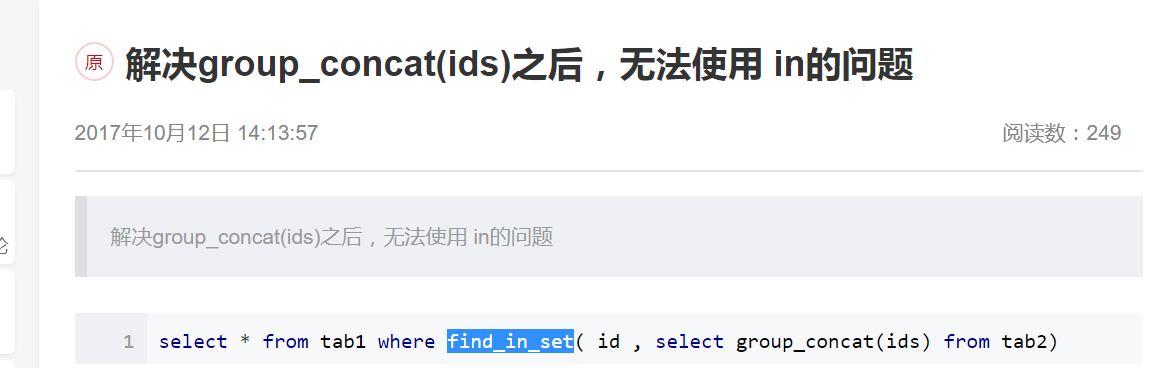 原 解决group_concat(ids)之后，无法使用 in的问题
2017年10月12日 14:13:57 阅读数：249
解决group_concat(ids)之后，无法使用 in的问题
论
1 select * from tab1 where find_in_set( id , select group_concat(ids) from tab2)